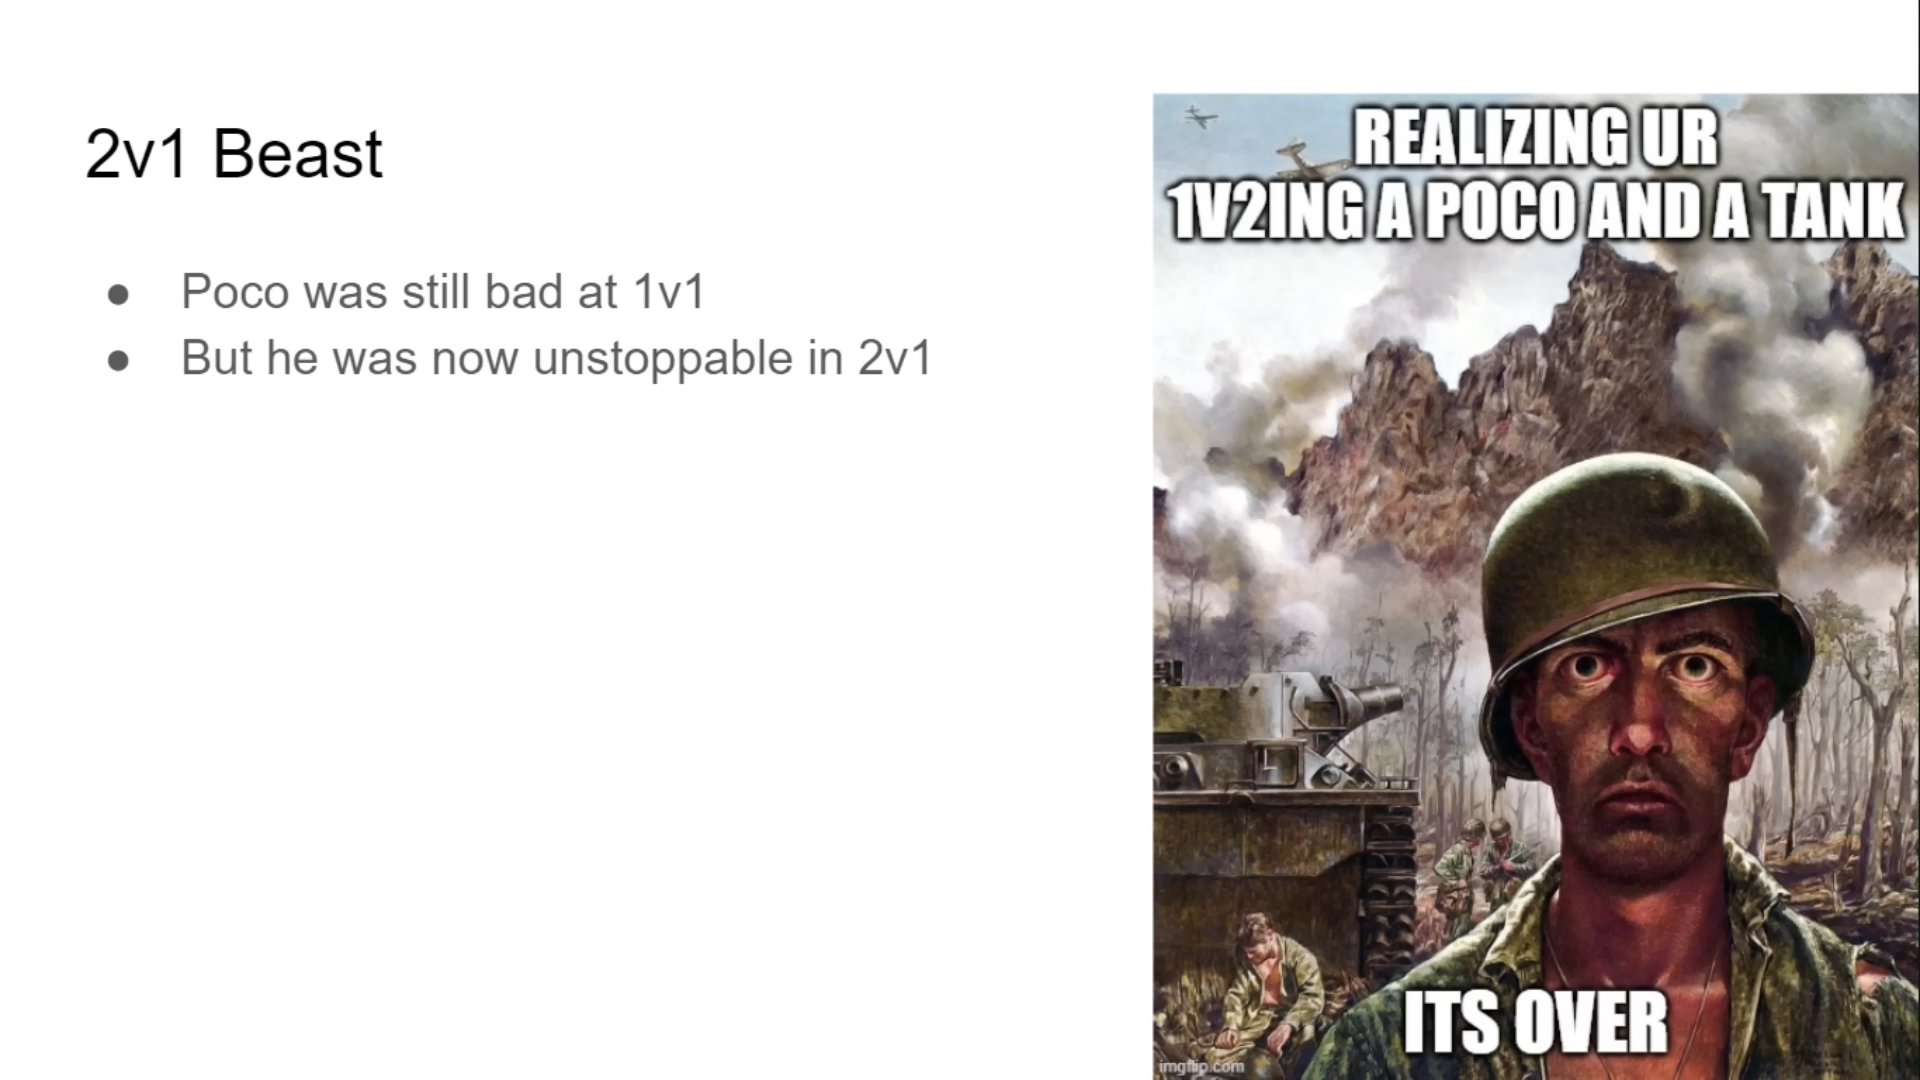 2v1 Beast
● Poco was still bad at 1v1
● But he was now unstoppable in 2v1
REALIZING UR
1V2ING A POCO AND A TANK
ITS OVER
imgflip.com